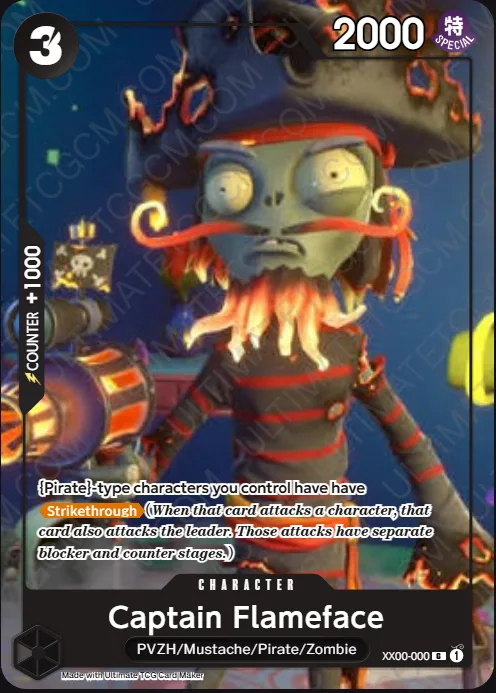 3
2000
特
SPECIAL
COUNTER +1000
{Pirate}-type characters you control have have
Strikethrough (When that card attacks a character, that
card also attacks the leader. Those attacks have separate
blocker and counter stages.)
CHARACTER
Captain Flameface
PVZH/Mustache/Pirate/Zombie
XX00-000 C 1
Made with Ultimate TCG Card Maker